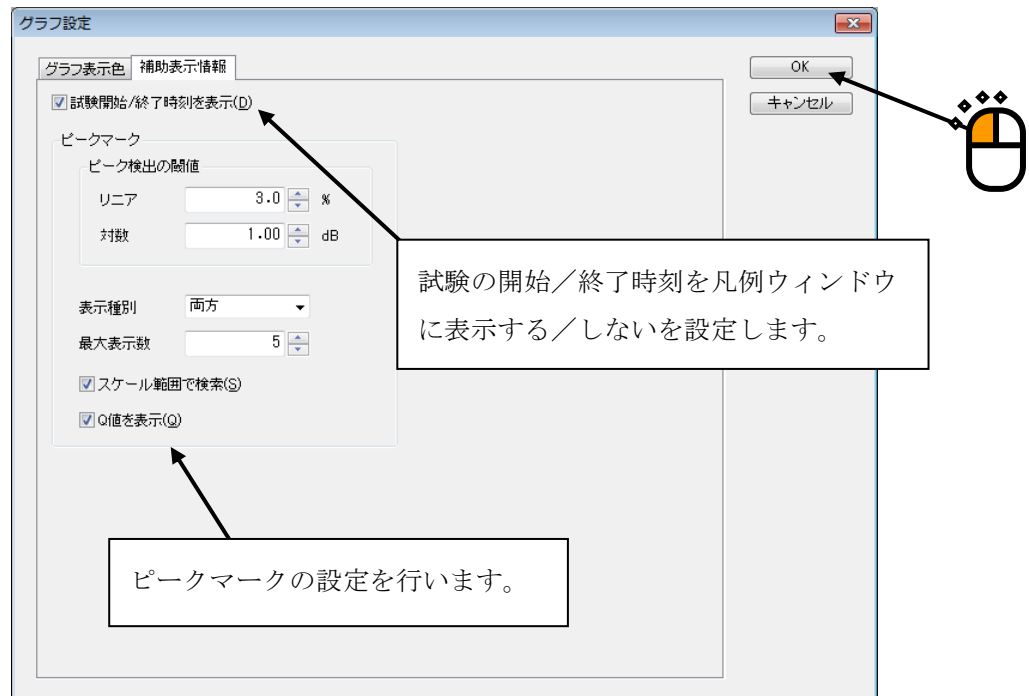 グラフ設定
グラフ表示色 補助表示情報
OK
キャンセル
試験開始/終了時刻を表示(D)
ピークマーク
ピーク検出の閾値
リニア 3.0 %
対数 1.00 dB
表示種別 両方
最大表示数 5
スケール範囲で検索(S)
Q値を表示(Q)
試験の開始／終了時刻を凡例ウィンドウ
に表示する／しないを設定します。
ピークマークの設定を行います。